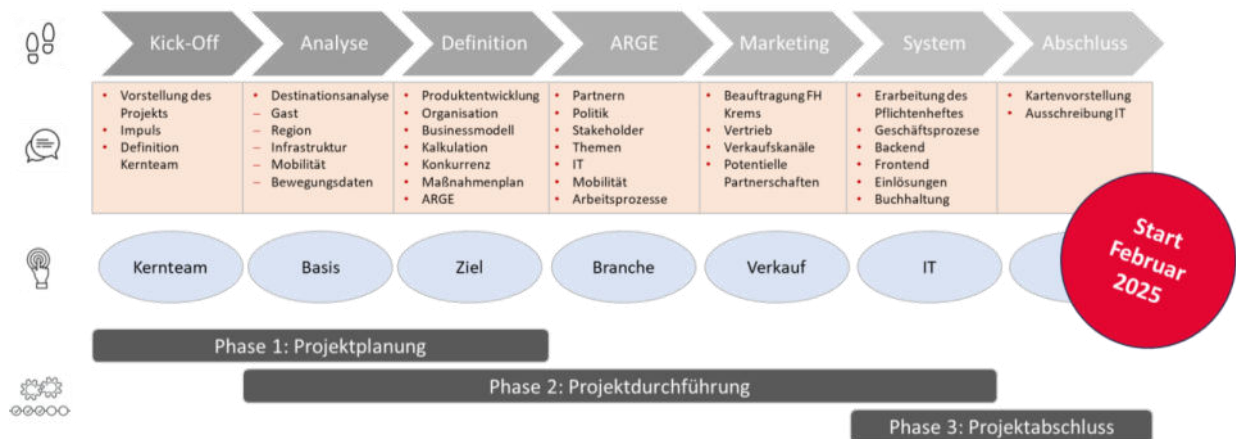 Kick-Off
Analyse
Definition
ARGE
Marketing
System
Abschluss
• Vorstellung des
Projekts
• Impuls
• Definition
Kernteam
• Destinationsanalyse
– Gast
– Region
– Infrastruktur
– Mobilität
– Bewegungsdaten
• Produktentwicklung
• Organisation
• Businessmodell
• Kalkulation
• Konkurrenz
• Maßnahmenplan
• ARGE
• Partnern
• Politik
• Stakeholder
• Themen
• IT
• Mobilität
• Arbeitsprozesse
• Beauftragung FH
Krems
• Vertrieb
• Verkaufskanäle
• Potentielle
Partnerschaften
• Erarbeitung des
Pflichtenheftes
• Geschäftsprozese
• Backend
• Frontend
• Einlösungen
• Buchhaltung
• Kartenvorstellung
• Ausschreibung IT
Kernteam
Basis
Ziel
Branche
Verkauf
IT
Start
Februar
2025
Phase 1: Projektplanung
Phase 2: Projektdurchführung
Phase 3: Projektabschluss